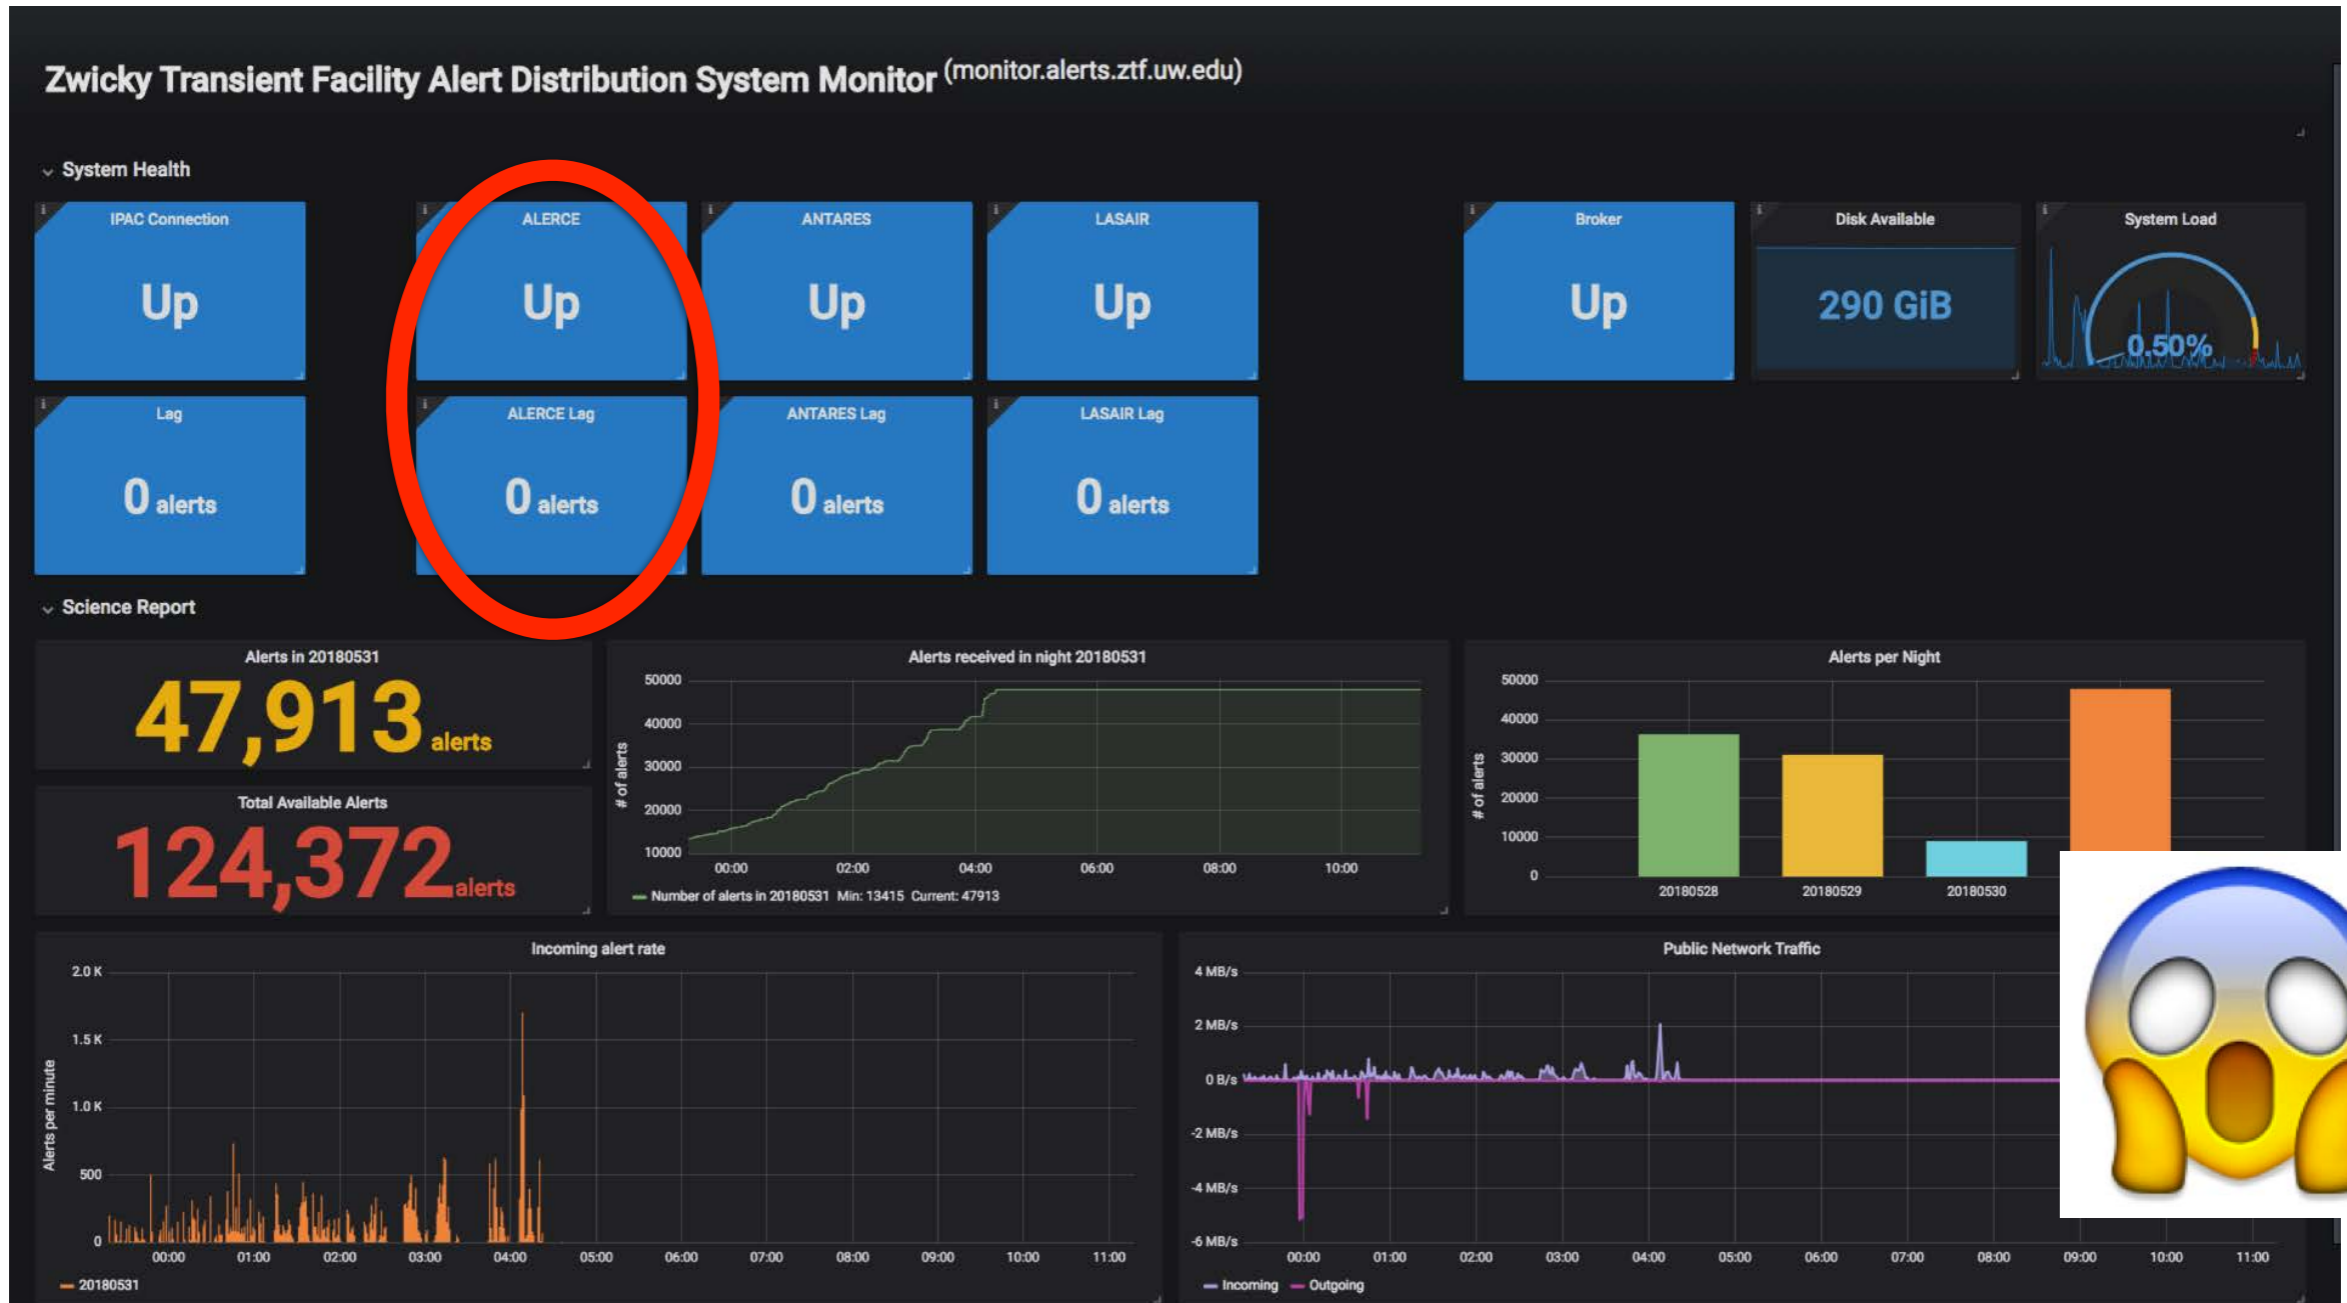 Zwicky Transient Facility Alert Distribution System Monitor (monitor.alerts.ztf.uw.edu)
System Health
IPAC Connection
Up
ALERCE
Up
ANTARES
Up
LASAIR
Up
Broker
Up
Disk Available
290 GiB
System Load
0.50%
Lag
0 alerts
ALERCE Lag
0 alerts
ANTARES Lag
0 alerts
LASAIR Lag
0 alerts
Science Report
Alerts in 20180531
47,913 alerts
Total Available Alerts
124,372 alerts
Alerts received in night 20180531
# of alerts
50000
40000
30000
20000
10000
00:00 02:00 04:00 06:00 08:00 10:00
Number of alerts in 20180531 Min: 13415 Current: 47913
Alerts per Night
# of alerts
50000
40000
30000
20000
10000
0
20180528 20180529 20180530
Incoming alert rate
Alerts per minute
2.0 K
1.5 K
1.0 K
500
0
00:00 01:00 02:00 03:00 04:00 05:00 06:00 07:00 08:00 09:00 10:00 11:00
20180531
Public Network Traffic
4 MB/s
2 MB/s
0 B/s
-2 MB/s
-4 MB/s
-6 MB/s
00:00 01:00 02:00 03:00 04:00 05:00 06:00 07:00 08:00 09:00 10:00 11:00
Incoming Outgoing